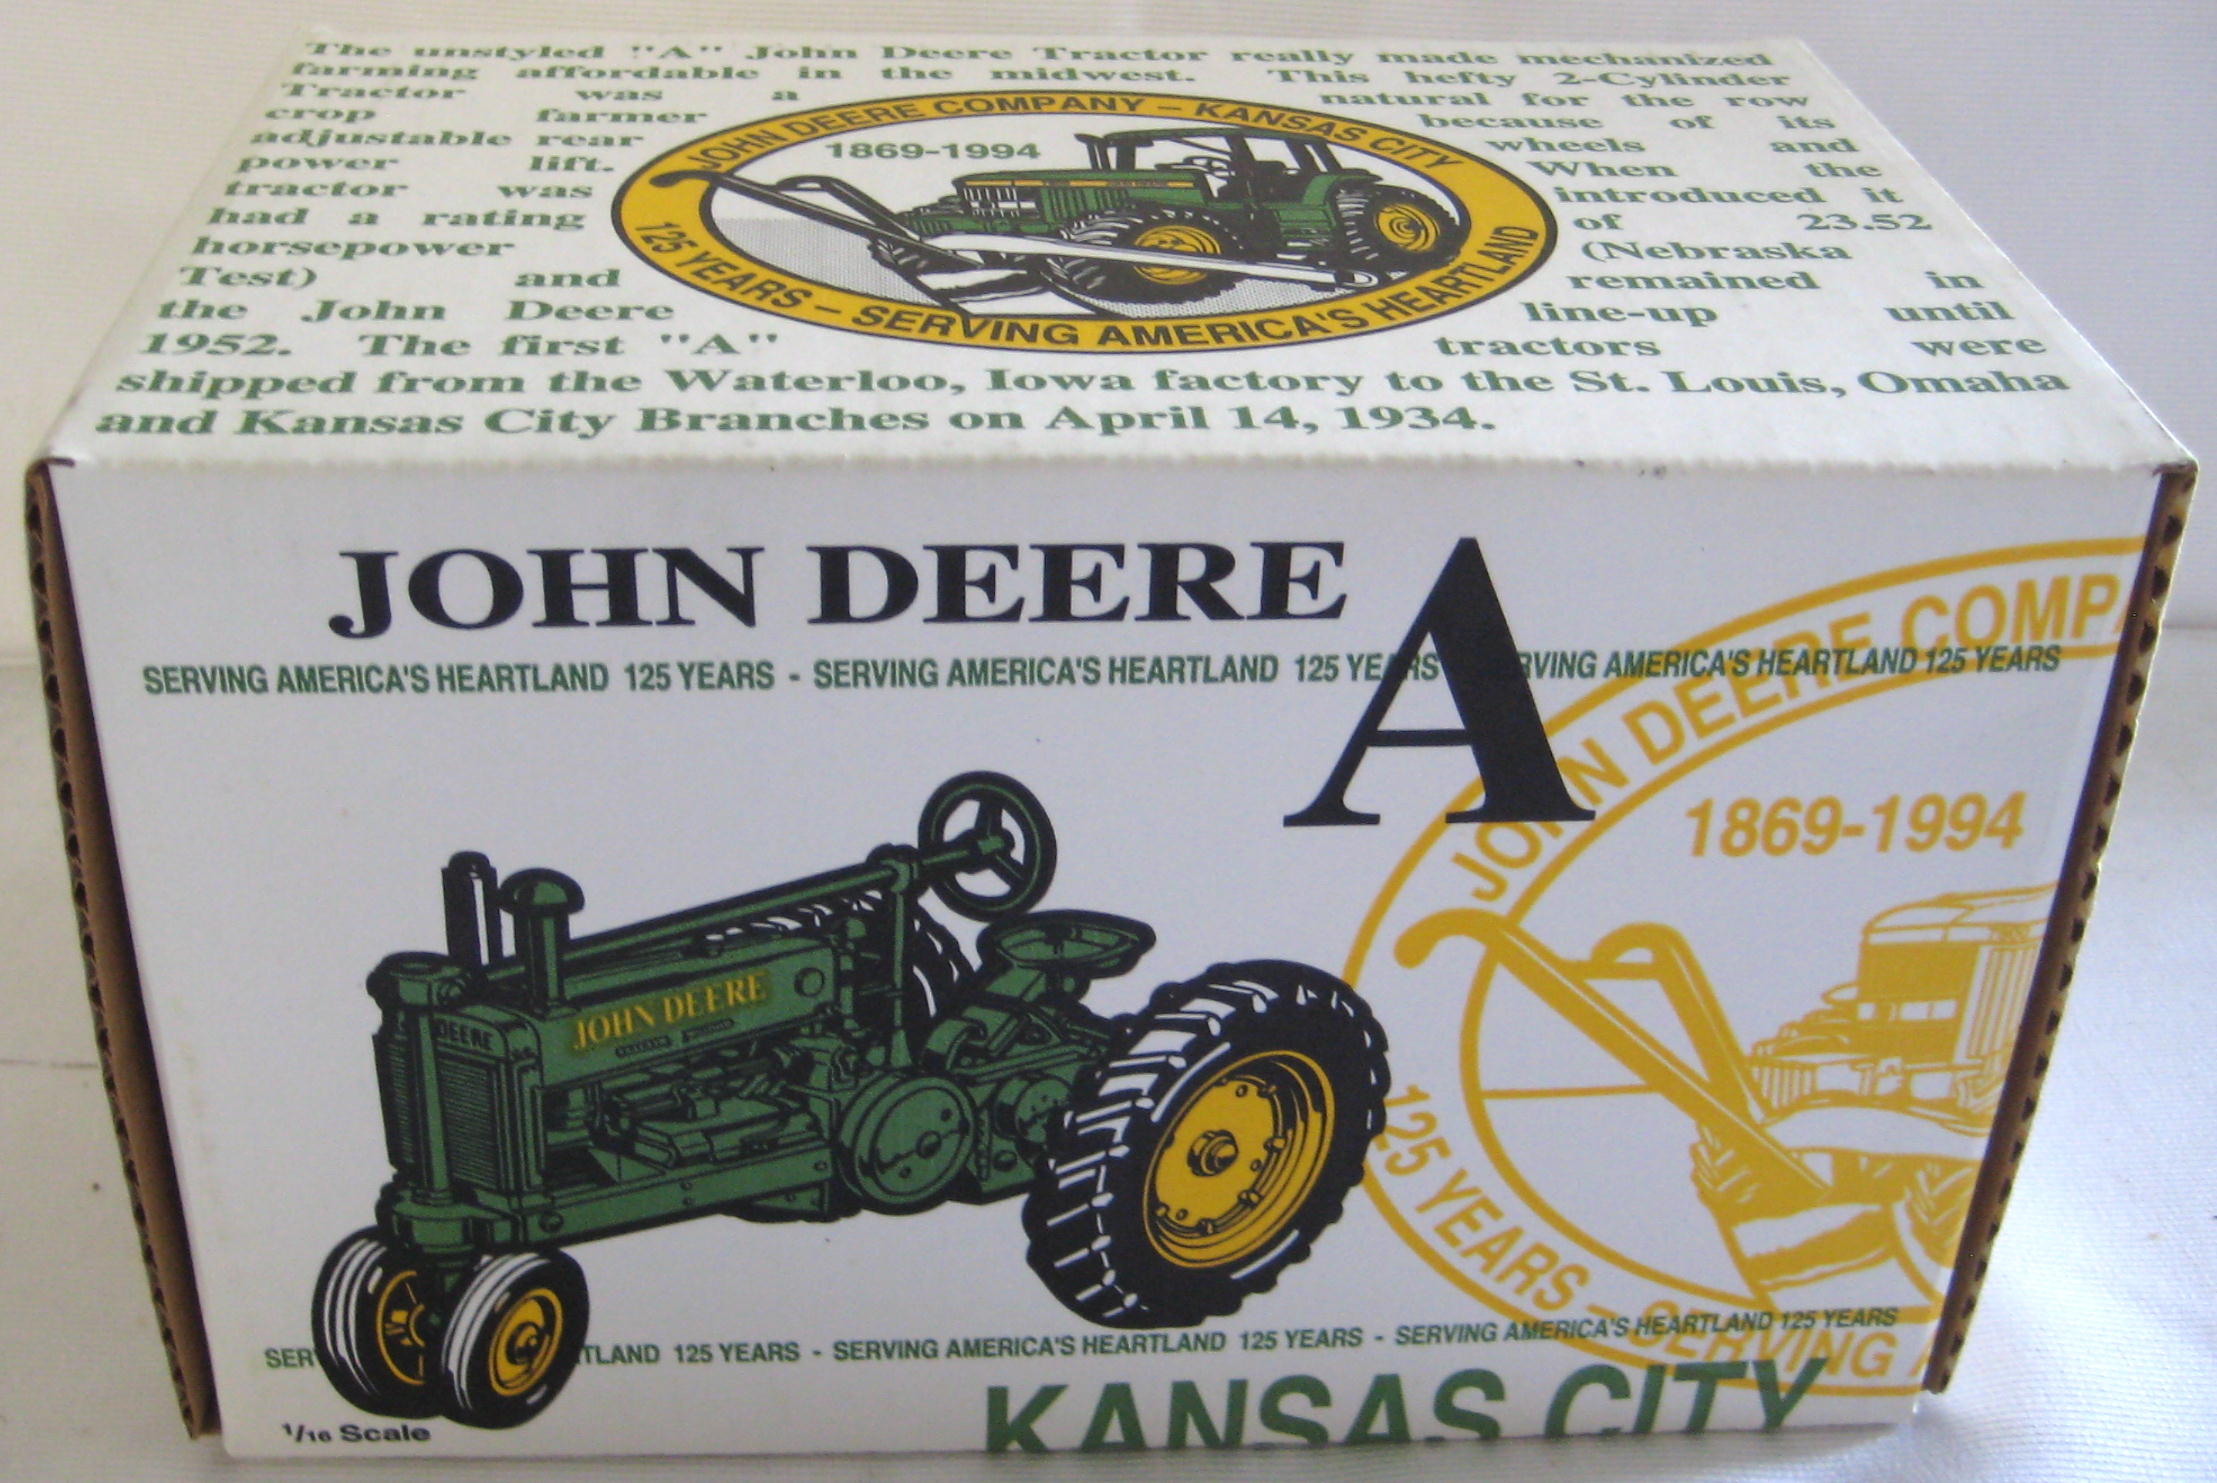 The unstyled "A" John Deere Tractor really made mechanized
farming affordable in the midwest. This hefty 2-Cylinder
Tractor was a natural for the row
crop farmer because of its
adjustable rear wheels and
power lift. When the
tractor was introduced it
had a rating of 23.52
horsepower (Nebraska
Test) and remained in
the John Deere line-up until
1952. The first "A" tractors were
shipped from the Waterloo, Iowa factory to the St. Louis, Omaha
and Kansas City Branches on April 14, 1934.
JOHN DEERE COMPANY - KANSAS CITY
1869-1994
125 YEARS - SERVING AMERICA'S HEARTLAND
JOHN DEERE A
SERVING AMERICA'S HEARTLAND 125 YEARS - SERVING AMERICA'S HEARTLAND 125 YEARS RVING AMERICA'S HEARTLAND 125 YEARS
JOHN DEERE COMPA
1869-1994
125 YEARS - SERVING A
DEERE
JOHN DEERE
SER TLAND 125 YEARS - SERVING AMERICA'S HEARTLAND 125 YEARS - SERVING AMERICA'S HEARTLAND 125 YEARS
1/16 Scale
KANSAS CITY